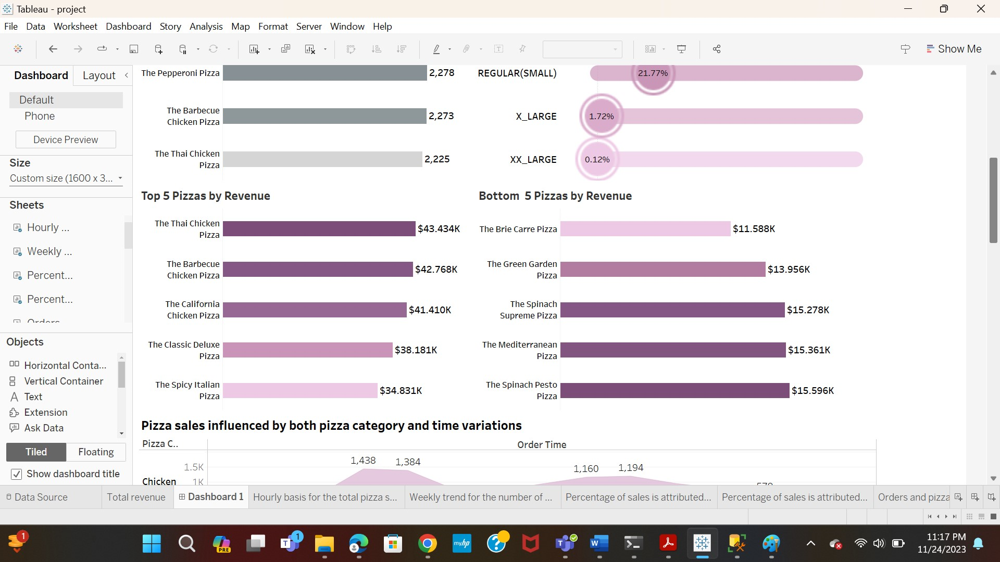 Tableau - project
File Data Worksheet Dashboard Story Analysis Map Format Server Window Help
Show Me
Dashboard Layout
Default
Phone
Device Preview
Size
Custom size (1600 x 3...
Sheets
Hourly ...
Weekly ...
Percent...
Percent...
Orders
Objects
Horizontal Conta...
Vertical Container
Text
Extension
Ask Data
Tiled Floating
Show dashboard title
The Pepperoni Pizza 2,278
The Barbecue
Chicken Pizza 2,273
The Thai Chicken
Pizza 2,225
REGULAR(SMALL) 21.77%
X_LARGE 1.72%
XX_LARGE 0.12%
Top 5 Pizzas by Revenue
The Thai Chicken
Pizza $43.434K
The Barbecue
Chicken Pizza $42.768K
The California
Chicken Pizza $41.410K
The Classic Deluxe
Pizza $38.181K
The Spicy Italian
Pizza $34.831K
Bottom 5 Pizzas by Revenue
The Brie Carre Pizza $11.588K
The Green Garden
Pizza $13.956K
The Spinach
Supreme Pizza $15.278K
The Mediterranean
Pizza $15.361K
The Spinach Pesto
Pizza $15.596K
Pizza sales influenced by both pizza category and time variations
Pizza C.. Order Time
1.5K 1,438 1,384 1,160 1,194
Chicken 1K
Data Source Total revenue Dashboard 1 Hourly basis for the total pizza s... Weekly trend for the number of ... Percentage of sales is attributed... Percentage of sales is attributed... Orders and pizza
1 PRE 1 myhp
11:17 PM
11/24/2023